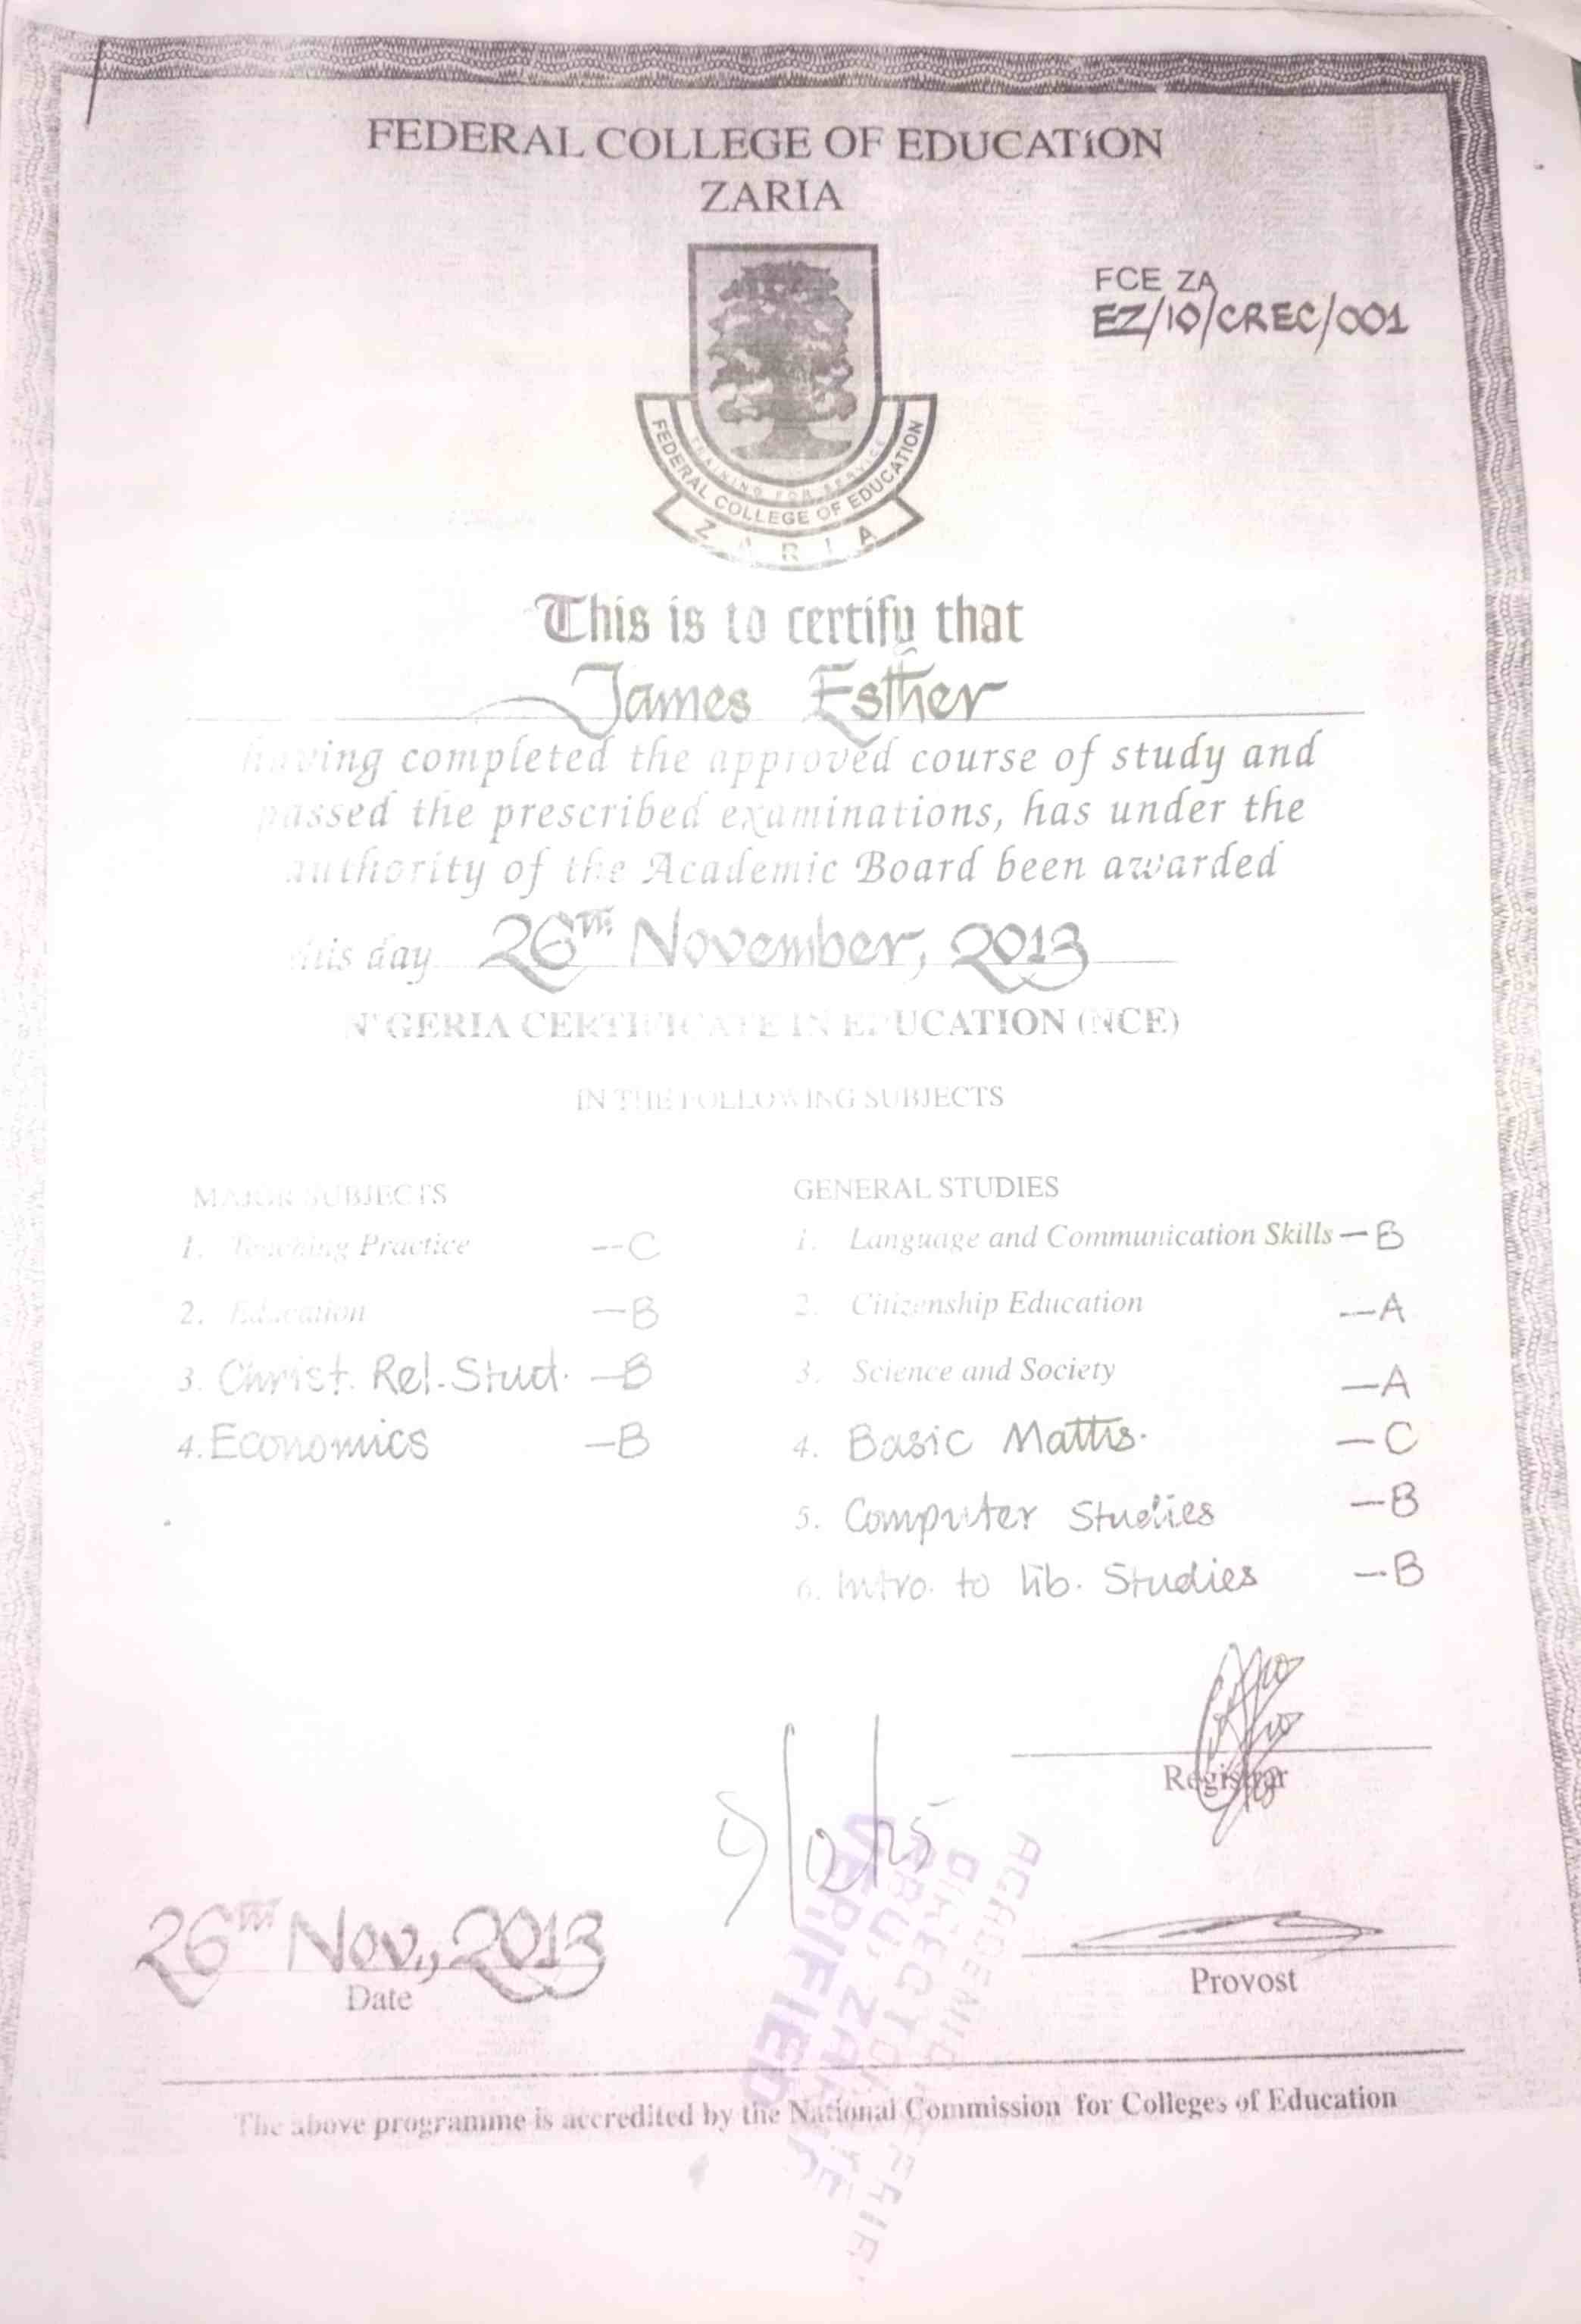 FEDERAL COLLEGE OF EDUCATION
ZARIA
FCE ZA
EZ/10/CREC/001
TRAINING FOR SERVICE
FEDERAL COLLEGE OF EDUCATION
ZARIA
This is to certify that
James Esther
having completed the approved course of study and
passed the prescribed examinations, has under the
authority of the Academic Board been awarded
this day 26TH November, 2013
NIGERIA CERTIFICATE IN EDUCATION (NCE)
IN THE FOLLOWING SUBJECTS
MAJOR SUBJECTS
1. Teaching Practice — C
2. Education — B
3. Christ. Rel. Stud. — B
4. Economics — B
GENERAL STUDIES
1. Language and Communication Skills — B
2. Citizenship Education — A
3. Science and Society — A
4. Basic Maths. — C
5. Computer Studies — B
6. Intro. to Lib. Studies — B
Registrar
26TH Nov., 2013
Date
Provost
VERIFIED
ABU, ZARIA
The above programme is accredited by the National Commission for Colleges of Education